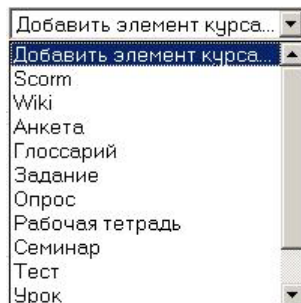 Добавить элемент курса...
Добавить элемент курса...
Scorm
Wiki
Анкета
Глоссарий
Задание
Опрос
Рабочая тетрадь
Семинар
Тест
Урок